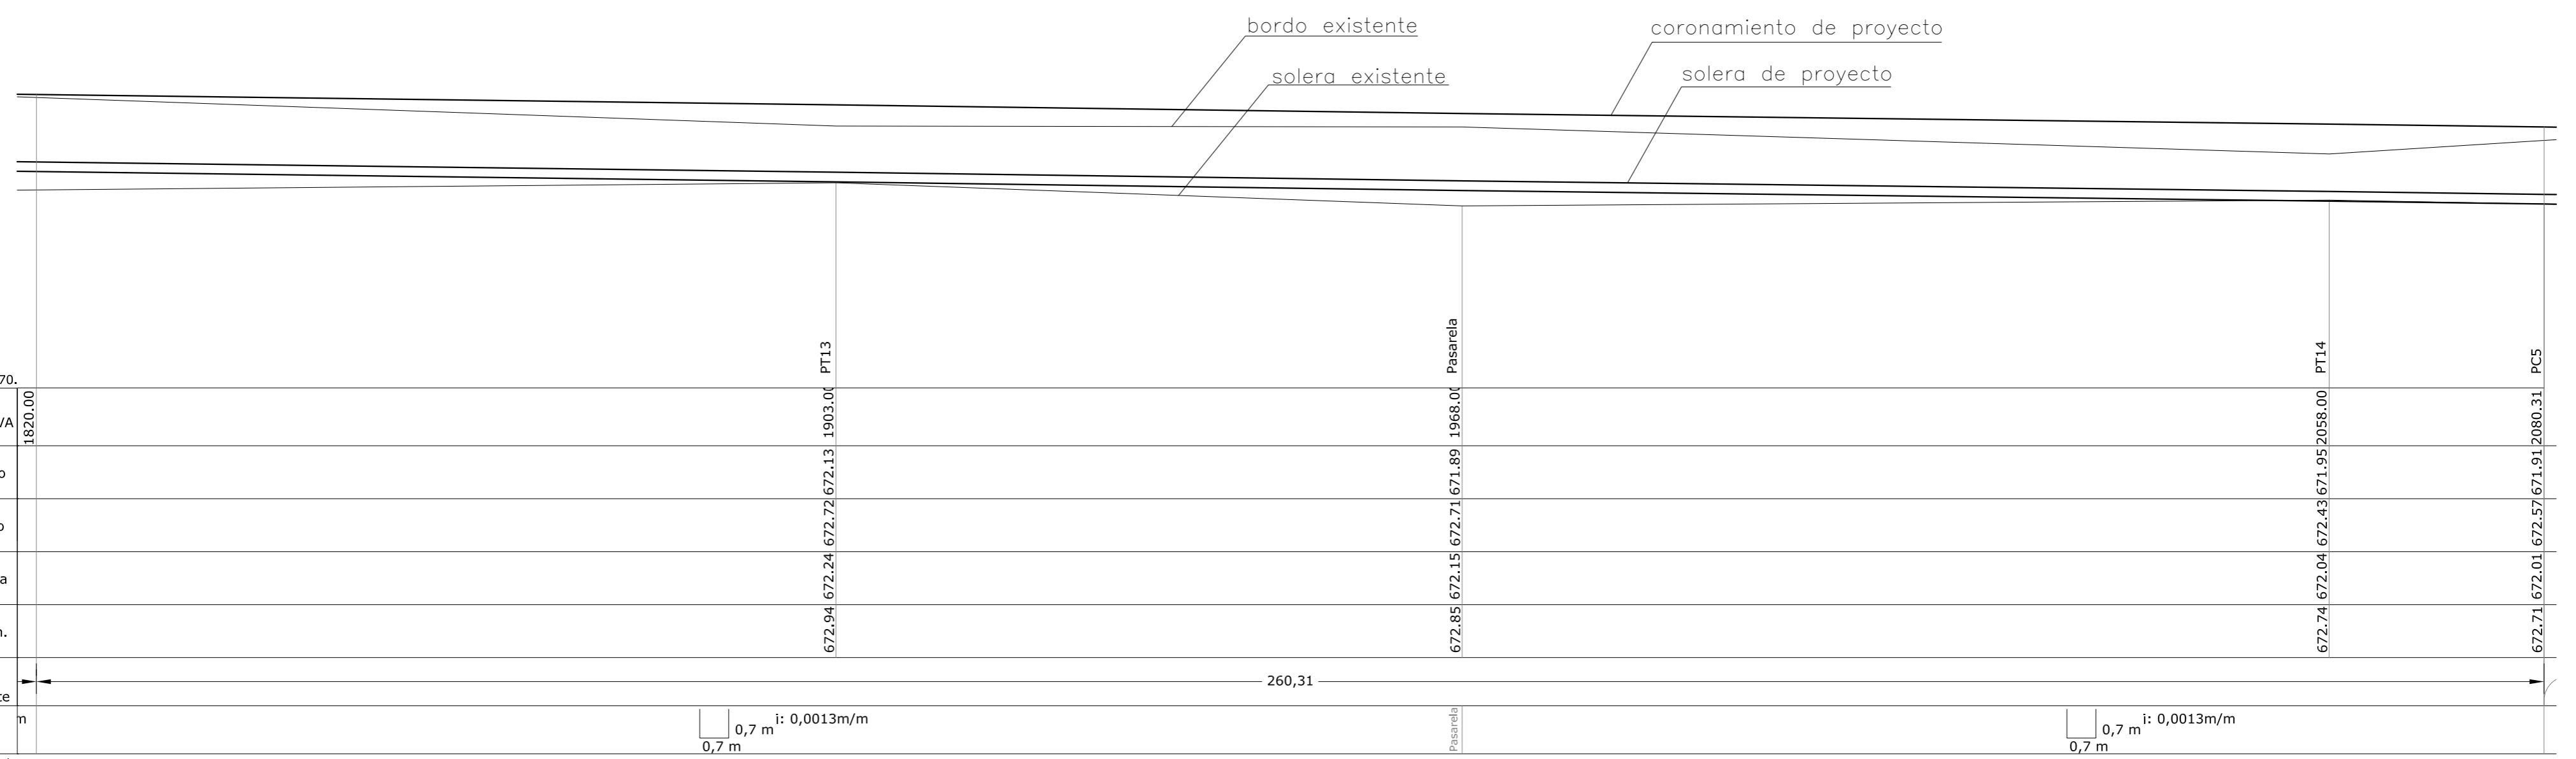 bordo existente
coronamiento de proyecto
solera existente
solera de proyecto
PT13
Pasarela
PT14
PC5
70.
VA
1820.00
1903.00
1968.00
2058.00
2080.31
o
672.13
671.89
671.95
671.91
o
672.72
672.71
672.43
672.57
a
672.24
672.15
672.04
672.01
n.
672.94
672.85
672.74
672.71
te
260,31
m
0,7 m
i: 0,0013m/m
0,7 m
Pasarela
0,7 m
i: 0,0013m/m
0,7 m